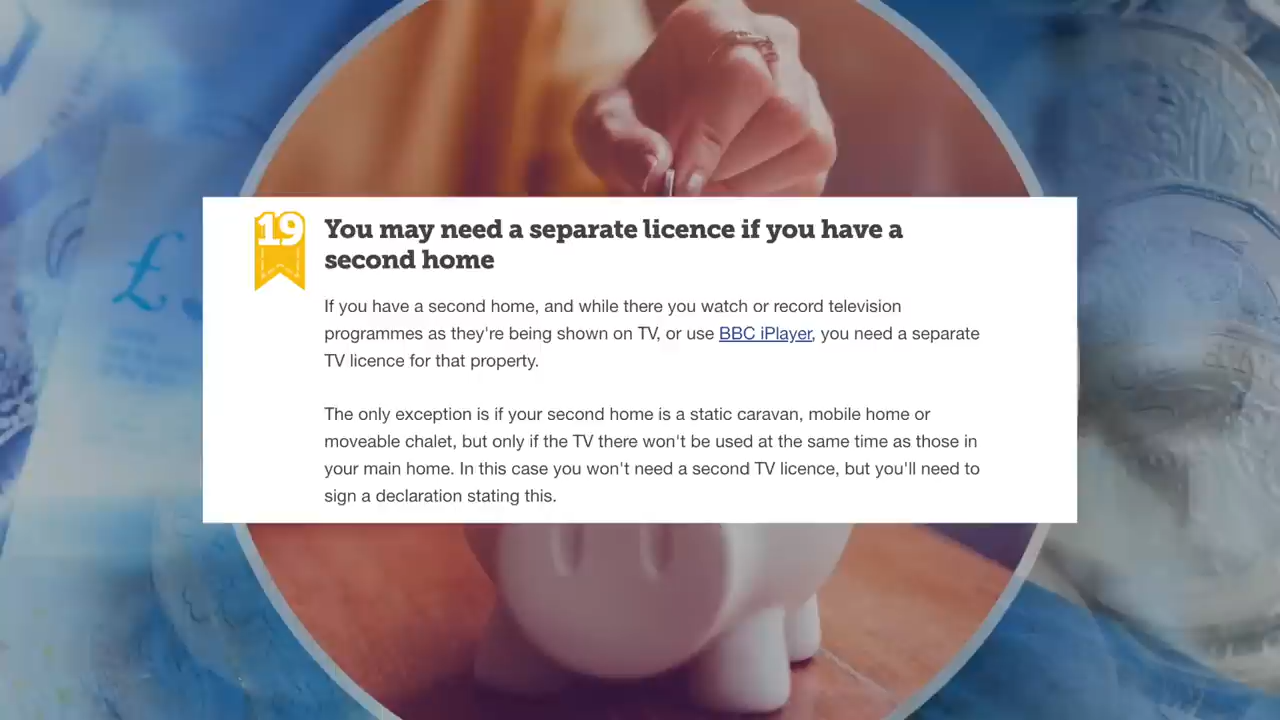 £
19
You may need a separate licence if you have a
second home
If you have a second home, and while there you watch or record television
programmes as they're being shown on TV, or use BBC iPlayer, you need a separate
TV licence for that property.
The only exception is if your second home is a static caravan, mobile home or
moveable chalet, but only if the TV there won't be used at the same time as those in
your main home. In this case you won't need a second TV licence, but you'll need to
sign a declaration stating this.